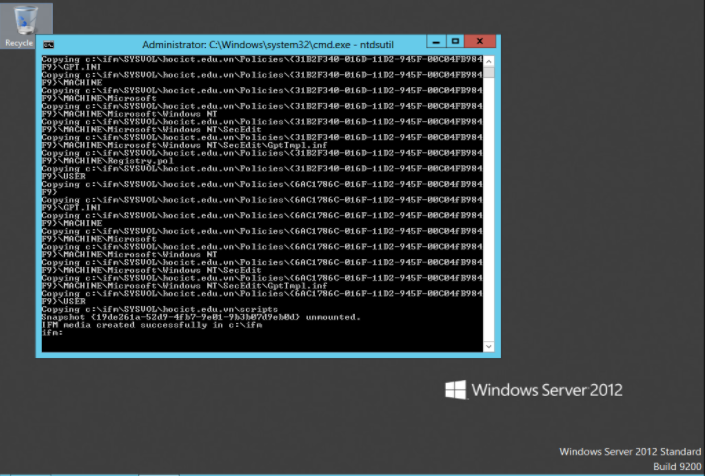 Recycle
Administrator: C:\Windows\system32\cmd.exe - ntdsutil
Copying c:\ifm\SYSVOL\hocict.edu.vn\Policies\{31B2F340-016D-11D2-945F-00C04FB984
F9}\GPT.INI
Copying c:\ifm\SYSVOL\hocict.edu.vn\Policies\{31B2F340-016D-11D2-945F-00C04FB984
F9}\MACHINE
Copying c:\ifm\SYSVOL\hocict.edu.vn\Policies\{31B2F340-016D-11D2-945F-00C04FB984
F9}\MACHINE\Microsoft
Copying c:\ifm\SYSVOL\hocict.edu.vn\Policies\{31B2F340-016D-11D2-945F-00C04FB984
F9}\MACHINE\Microsoft\Windows NT
Copying c:\ifm\SYSVOL\hocict.edu.vn\Policies\{31B2F340-016D-11D2-945F-00C04FB984
F9}\MACHINE\Microsoft\Windows NT\SecEdit
Copying c:\ifm\SYSVOL\hocict.edu.vn\Policies\{31B2F340-016D-11D2-945F-00C04FB984
F9}\MACHINE\Microsoft\Windows NT\SecEdit\GptTmpl.inf
Copying c:\ifm\SYSVOL\hocict.edu.vn\Policies\{31B2F340-016D-11D2-945F-00C04FB984
F9}\MACHINE\Registry.pol
Copying c:\ifm\SYSVOL\hocict.edu.vn\Policies\{31B2F340-016D-11D2-945F-00C04FB984
F9}\USER
Copying c:\ifm\SYSVOL\hocict.edu.vn\Policies\{6AC1786C-016F-11D2-945F-00C04fB984
F9}
Copying c:\ifm\SYSVOL\hocict.edu.vn\Policies\{6AC1786C-016F-11D2-945F-00C04fB984
F9}\GPT.INI
Copying c:\ifm\SYSVOL\hocict.edu.vn\Policies\{6AC1786C-016F-11D2-945F-00C04fB984
F9}\MACHINE
Copying c:\ifm\SYSVOL\hocict.edu.vn\Policies\{6AC1786C-016F-11D2-945F-00C04fB984
F9}\MACHINE\Microsoft
Copying c:\ifm\SYSVOL\hocict.edu.vn\Policies\{6AC1786C-016F-11D2-945F-00C04fB984
F9}\MACHINE\Microsoft\Windows NT
Copying c:\ifm\SYSVOL\hocict.edu.vn\Policies\{6AC1786C-016F-11D2-945F-00C04fB984
F9}\MACHINE\Microsoft\Windows NT\SecEdit
Copying c:\ifm\SYSVOL\hocict.edu.vn\Policies\{6AC1786C-016F-11D2-945F-00C04fB984
F9}\MACHINE\Microsoft\Windows NT\SecEdit\GptTmpl.inf
Copying c:\ifm\SYSVOL\hocict.edu.vn\Policies\{6AC1786C-016F-11D2-945F-00C04fB984
F9}\USER
Copying c:\ifm\SYSVOL\hocict.edu.vn\scripts
Snapshot {19de261a-52d9-4fb7-9e01-9b3b07d9eb0d} unmounted.
IFM media created successfully in c:\ifm
ifm:
Windows Server 2012
Windows Server 2012 Standard
Build 9200